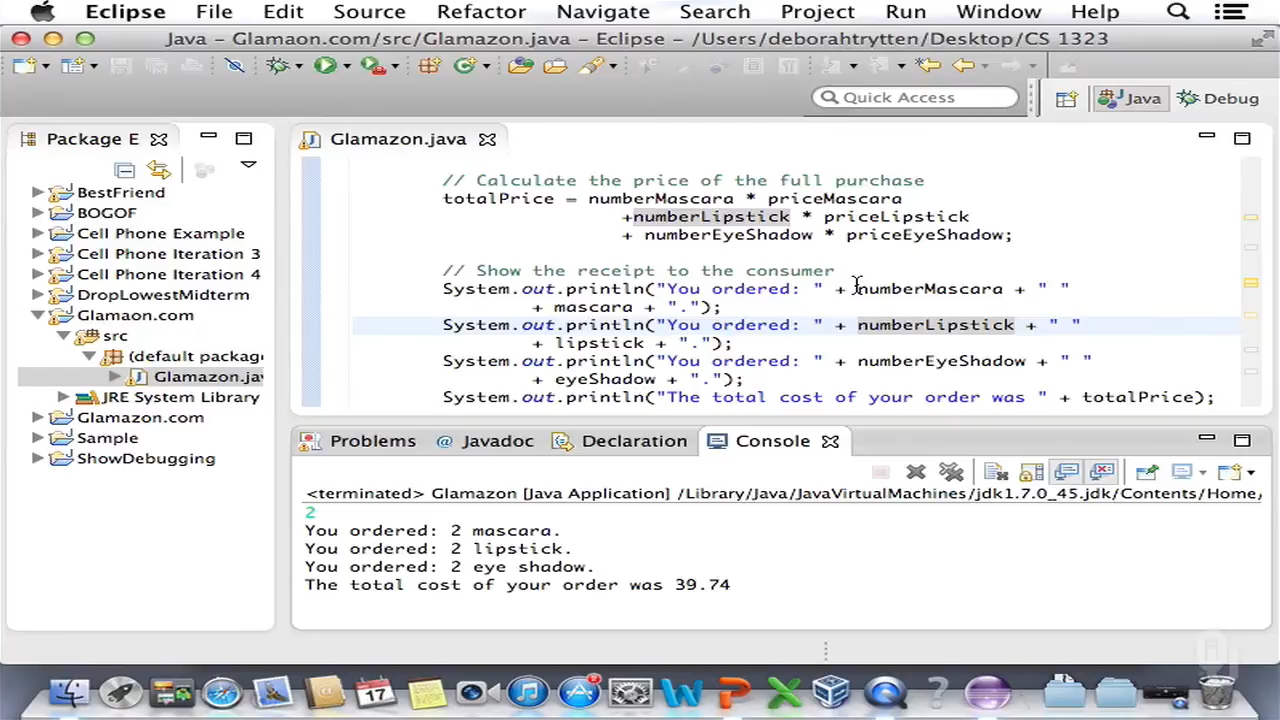 Eclipse File Edit Source Refactor Navigate Search Project Run Window Help
Java – Glamaon.com/src/Glamazon.java – Eclipse – /Users/deborahtrytten/Desktop/CS 1323
Quick Access
Java
Debug
Package E
BestFriend
BOGOF
Cell Phone Example
Cell Phone Iteration 3
Cell Phone Iteration 4
DropLowestMidterm
Glamaon.com
src
(default packag
Glamazon.jav
JRE System Library
Glamazon.com
Sample
ShowDebugging
Glamazon.java
// Calculate the price of the full purchase
totalPrice = numberMascara * priceMascara
+numberLipstick * priceLipstick
+ numberEyeShadow * priceEyeShadow;
// Show the receipt to the consumer
System.out.println("You ordered: " + numberMascara + " "
+ mascara + ".");
System.out.println("You ordered: " + numberLipstick + " "
+ lipstick + ".");
System.out.println("You ordered: " + numberEyeShadow + " "
+ eyeShadow + ".");
System.out.println("The total cost of your order was " + totalPrice);
Problems @ Javadoc Declaration Console
<terminated> Glamazon [Java Application] /Library/Java/JavaVirtualMachines/jdk1.7.0_45.jdk/Contents/Home/
2
You ordered: 2 mascara.
You ordered: 2 lipstick.
You ordered: 2 eye shadow.
The total cost of your order was 39.74
17